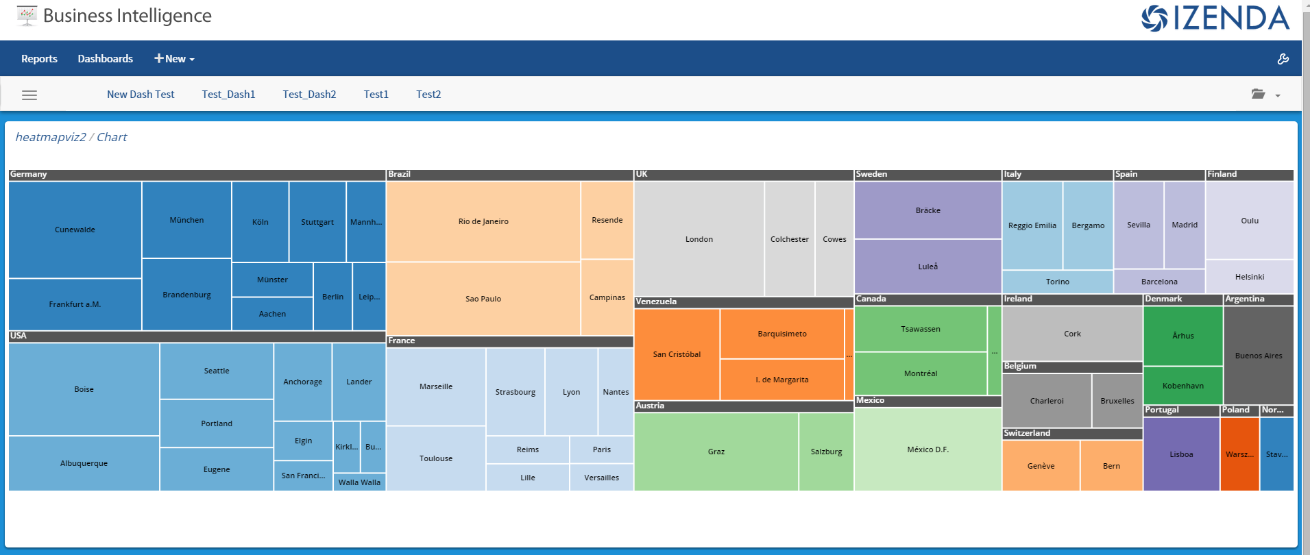 Business Intelligence
IZENDA
Reports Dashboards +New
New Dash Test Test_Dash1 Test_Dash2 Test1 Test2
heatmapviz2 / Chart
Germany
Cunewalde
Frankfurt a.M.
München
Brandenburg
Köln
Stuttgart
Mannh...
Münster
Aachen
Berlin
Leip...
USA
Boise
Albuquerque
Seattle
Portland
Eugene
Anchorage
Lander
Elgin
San Franci...
Kirkl...
Bu...
Walla Walla
Brazil
Rio de Janeiro
Sao Paulo
Resende
Campinas
France
Marseille
Toulouse
Strasbourg
Lyon
Nantes
Reims
Paris
Lille
Versailles
UK
London
Colchester
Cowes
Venezuela
San Cristóbal
Barquisimeto
I. de Margarita
...
Austria
Graz
Salzburg
Sweden
Bräcke
Luleå
Canada
Tsawassen
Montréal
...
Mexico
México D.F.
Italy
Reggio Emilia
Bergamo
Torino
Spain
Sevilla
Madrid
Barcelona
Finland
Oulu
Helsinki
Ireland
Cork
Belgium
Charleroi
Bruxelles
Switzerland
Genève
Bern
Denmark
Århus
Kobenhavn
Argentina
Buenos Aires
Portugal
Lisboa
Poland
Warsz...
Nor...
Stav...